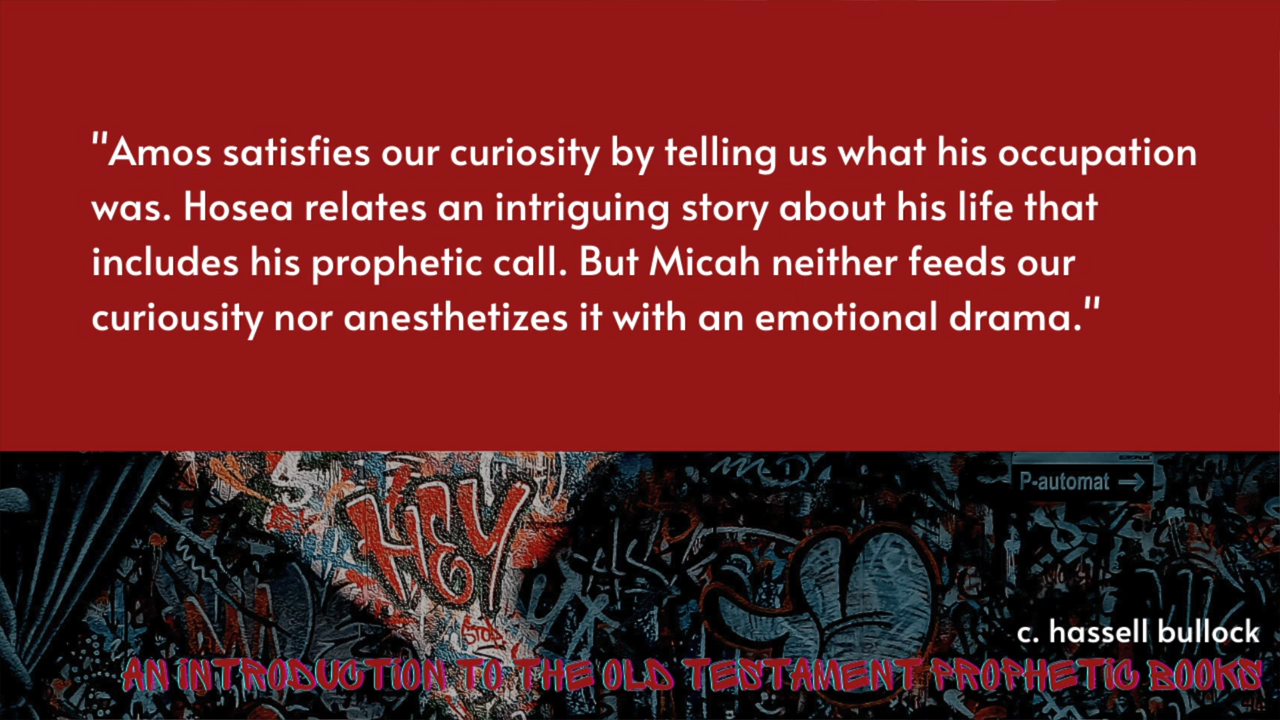 "Amos satisfies our curiosity by telling us what his occupation
was. Hosea relates an intriguing story about his life that
includes his prophetic call. But Micah neither feeds our
curiousity nor anesthetizes it with an emotional drama."
P-automat →
HEY
STOP
c. hassell bullock
AN INTRODUCTION TO THE OLD TESTAMENT PROPHETIC BOOKS